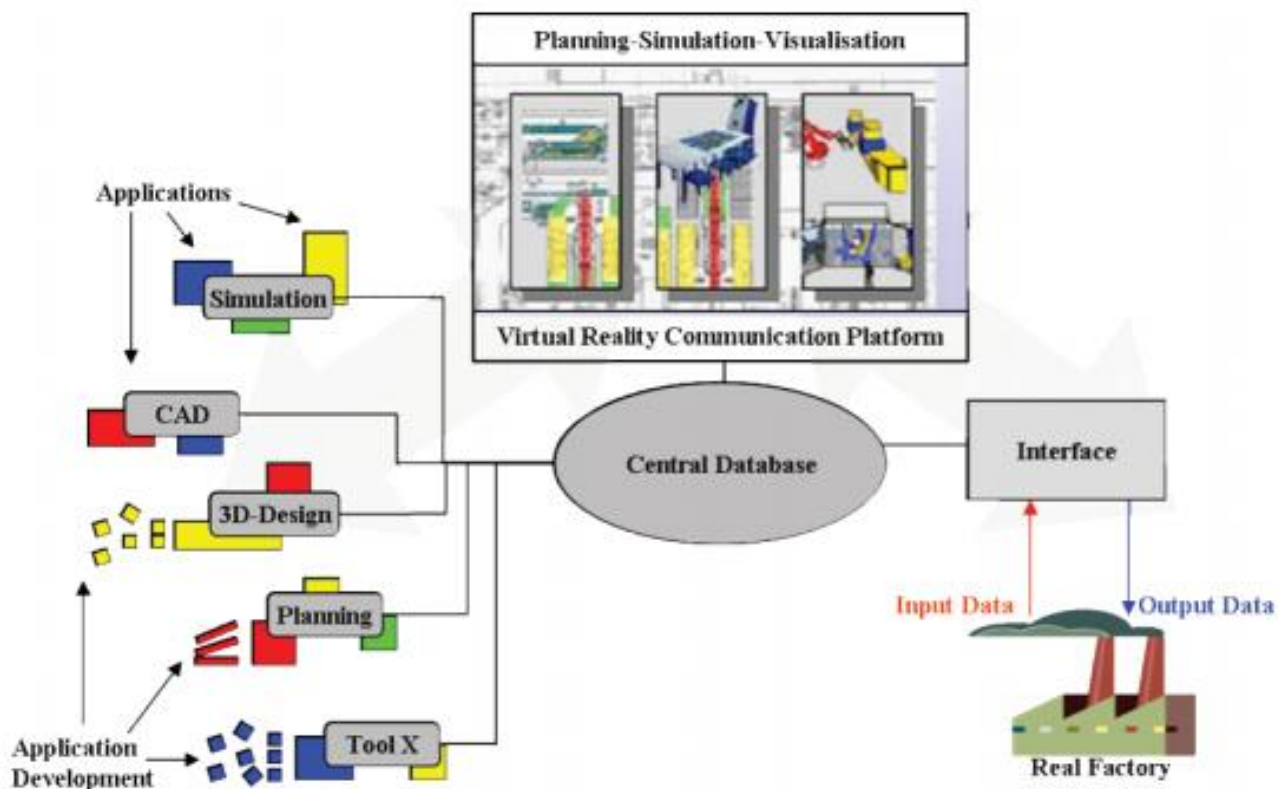 Planning-Simulation-Visualisation
Virtual Reality Communication Platform
Applications
Simulation
CAD
3D-Design
Planning
Tool X
Application
Development
Central Database
Interface
Input Data
Output Data
Real Factory